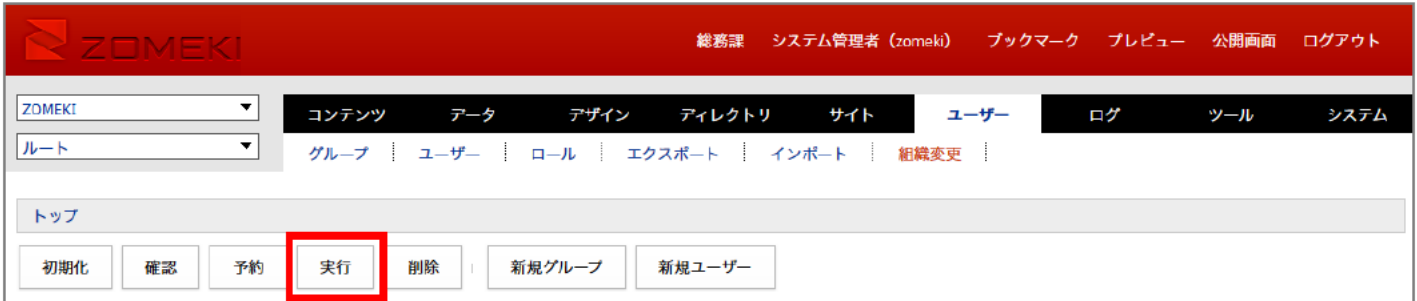 ZOMEKI 総務課 システム管理者（zomeki） ブックマーク プレビュー 公開画面 ログアウト
ZOMEKI コンテンツ データ デザイン ディレクトリ サイト ユーザー ログ ツール システム
ルート グループ ユーザー ロール エクスポート インポート 組織変更
トップ
初期化 確認 予約 実行 削除 新規グループ 新規ユーザー